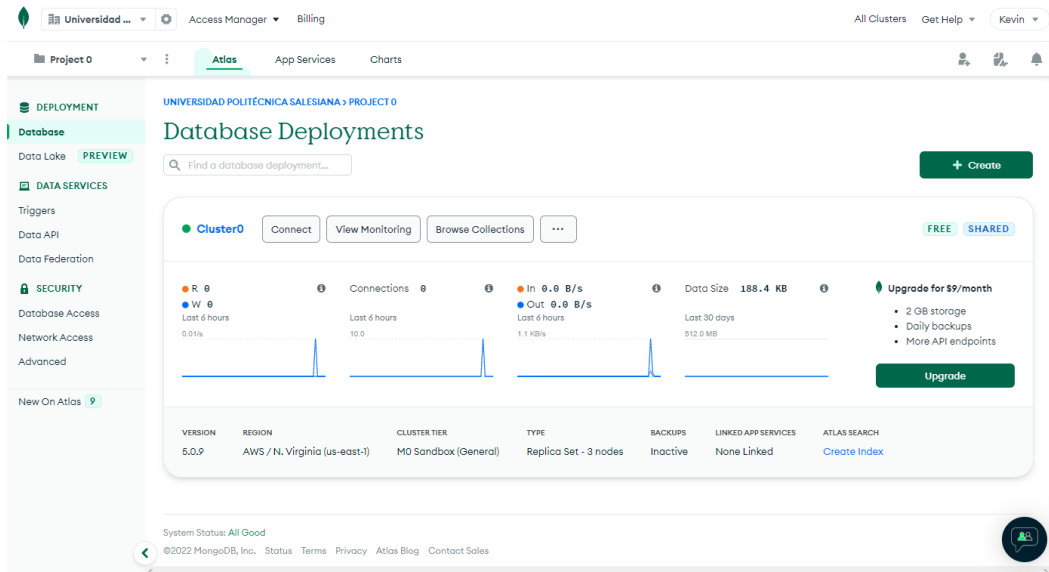 Universidad ...
Access Manager
Billing
All Clusters
Get Help
Kevin
Project 0
Atlas
App Services
Charts
DEPLOYMENT
Database
Data Lake PREVIEW
DATA SERVICES
Triggers
Data API
Data Federation
SECURITY
Database Access
Network Access
Advanced
New On Atlas 9
UNIVERSIDAD POLITÉCNICA SALESIANA > PROJECT 0
Database Deployments
Find a database deployment...
+ Create
Cluster0
Connect
View Monitoring
Browse Collections
...
FREE
SHARED
R 0
W 0
Last 6 hours
0.01/s
Connections 0
Last 6 hours
10.0
In 0.0 B/s
Out 0.0 B/s
Last 6 hours
1.1 KB/s
Data Size 188.4 KB
Last 30 days
512.0 MB
Upgrade for $9/month
• 2 GB storage
• Daily backups
• More API endpoints
Upgrade
VERSION
5.0.9
REGION
AWS / N. Virginia (us-east-1)
CLUSTER TIER
M0 Sandbox (General)
TYPE
Replica Set - 3 nodes
BACKUPS
Inactive
LINKED APP SERVICES
None Linked
ATLAS SEARCH
Create Index
System Status: All Good
©2022 MongoDB, Inc. Status Terms Privacy Atlas Blog Contact Sales